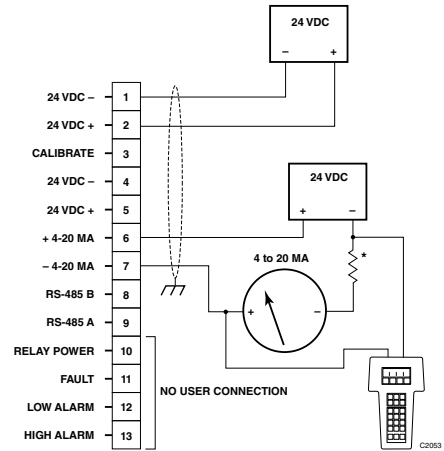 24 VDC
– +
24 VDC – 1
24 VDC + 2
CALIBRATE 3
24 VDC – 4
24 VDC + 5
+ 4-20 MA 6
– 4-20 MA 7
RS-485 B 8
RS-485 A 9
RELAY POWER 10
FAULT 11
LOW ALARM 12
HIGH ALARM 13
24 VDC
+ –
4 to 20 MA *
+ –
NO USER CONNECTION
C2053